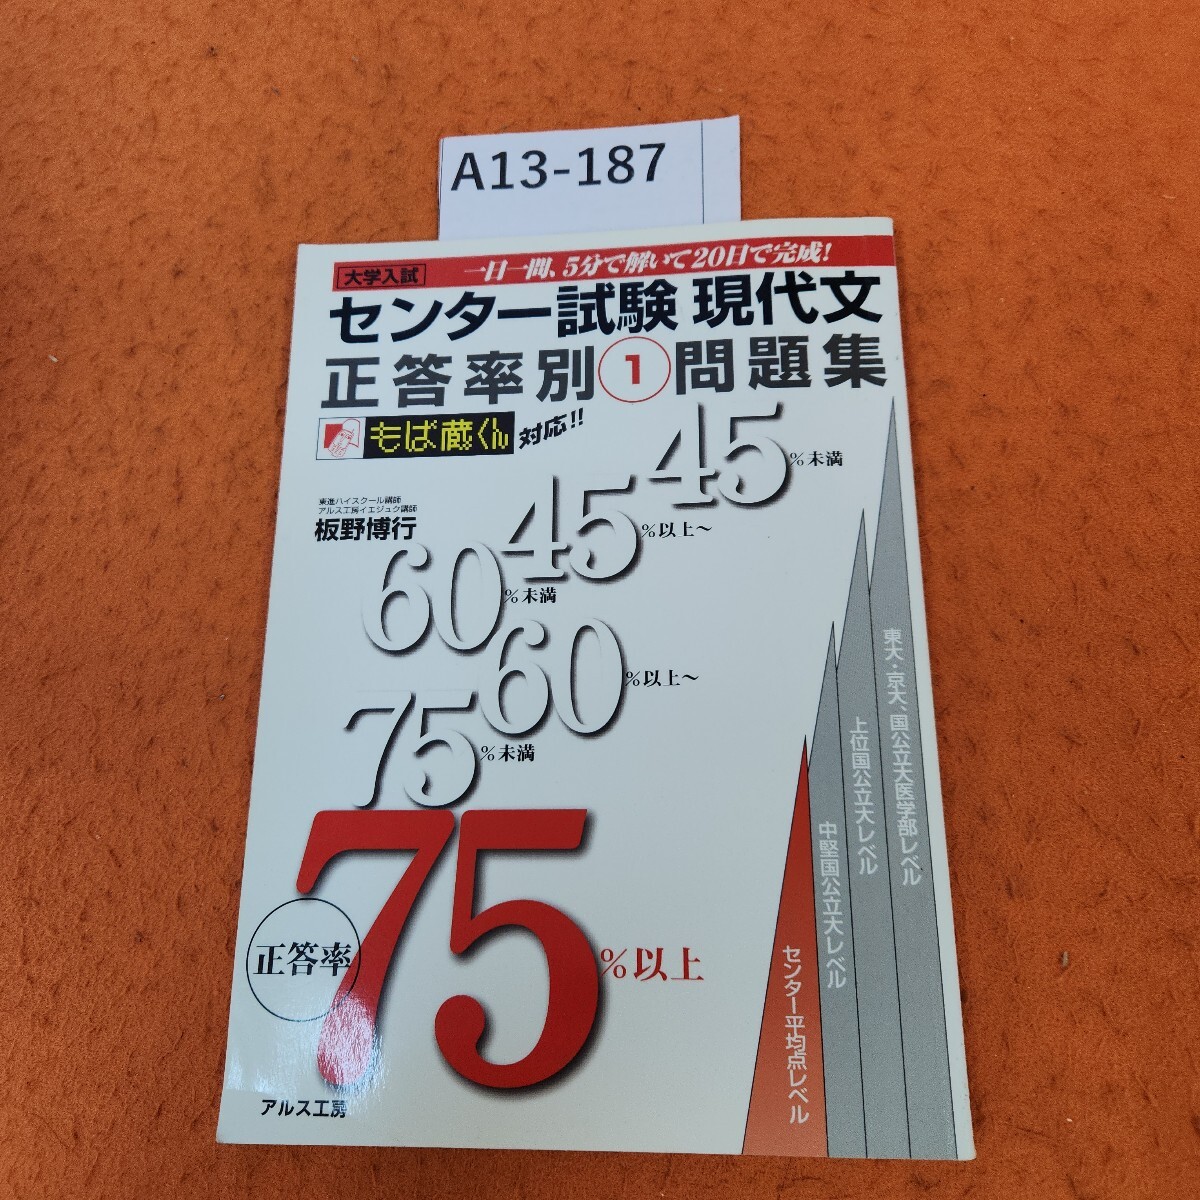 A13-187
一日一問、5分で解いて20日で完成!
大学入試
センター試験 現代文
正答率別①問題集
もば蔵くん 対応!!
東進ハイスクール講師
アルス工房イエジュク講師
板野博行
45%未満
45%以上~
60%未満
60%以上~
75%未満
正答率
75%以上
東大・京大、国公立大医学部レベル
上位国公立大レベル
中堅国公立大レベル
センター平均点レベル
アルス工房